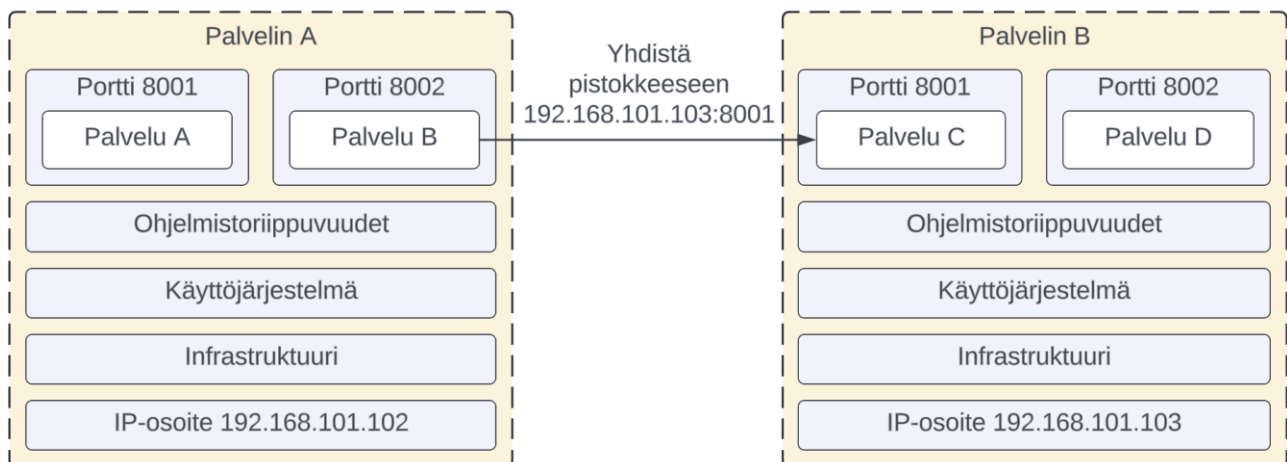 Palvelin A
Portti 8001
Portti 8002
Palvelu A
Palvelu B
Ohjelmistoriippuvuudet
Käyttöjärjestelmä
Infrastruktuuri
IP-osoite 192.168.101.102
Yhdistä
pistokkeeseen
192.168.101.103:8001
Palvelin B
Portti 8001
Portti 8002
Palvelu C
Palvelu D
Ohjelmistoriippuvuudet
Käyttöjärjestelmä
Infrastruktuuri
IP-osoite 192.168.101.103